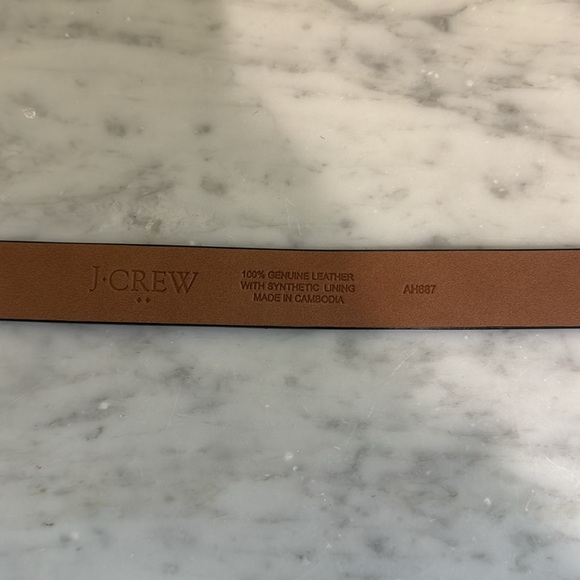 J·CREW
100% GENUINE LEATHER
WITH SYNTHETIC LINING
MADE IN CAMBODIA
AH887